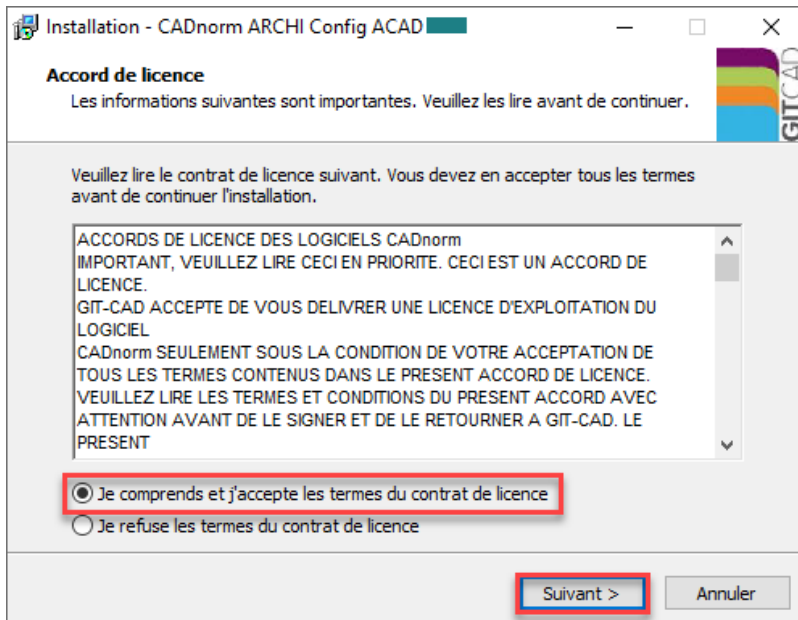 Installation - CADnorm ARCHI Config ACAD
Accord de licence
Les informations suivantes sont importantes. Veuillez les lire avant de continuer.
GITCAD
Veuillez lire le contrat de licence suivant. Vous devez en accepter tous les termes
avant de continuer l'installation.
ACCORDS DE LICENCE DES LOGICIELS CADnorm
IMPORTANT, VEUILLEZ LIRE CECI EN PRIORITE. CECI EST UN ACCORD DE
LICENCE.
GIT-CAD ACCEPTE DE VOUS DELIVRER UNE LICENCE D'EXPLOITATION DU
LOGICIEL
CADnorm SEULEMENT SOUS LA CONDITION DE VOTRE ACCEPTATION DE
TOUS LES TERMES CONTENUS DANS LE PRESENT ACCORD DE LICENCE.
VEUILLEZ LIRE LES TERMES ET CONDITIONS DU PRESENT ACCORD AVEC
ATTENTION AVANT DE LE SIGNER ET DE LE RETOURNER A GIT-CAD. LE
PRESENT
Je comprends et j'accepte les termes du contrat de licence
Je refuse les termes du contrat de licence
Suivant >
Annuler